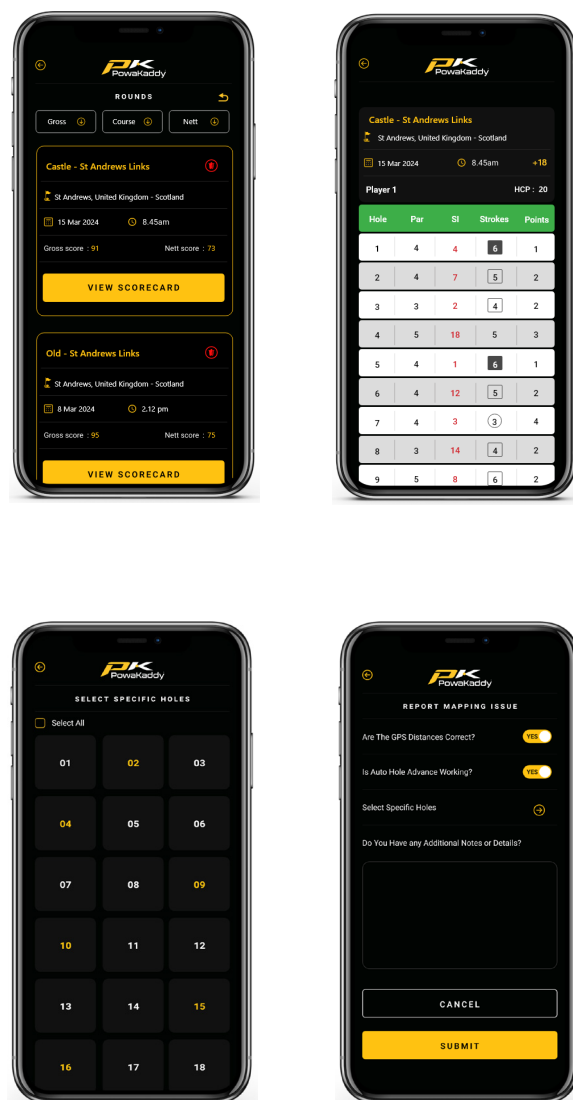 PK
PowaKaddy
ROUNDS
Gross Course Nett
Castle - St Andrews Links
St Andrews, United Kingdom - Scotland
15 Mar 2024 8.45am
Gross score : 91 Nett score : 73
VIEW SCORECARD
Old - St Andrews Links
St Andrews, United Kingdom - Scotland
8 Mar 2024 2.12 pm
Gross score : 95 Nett score : 75
VIEW SCORECARD
PK
PowaKaddy
Castle - St Andrews Links
St Andrews, United Kingdom - Scotland
15 Mar 2024 8.45am +18
Player 1 HCP : 20
Hole Par SI Strokes Points
1 4 4 6 1
2 4 7 5 2
3 3 2 4 2
4 5 18 5 3
5 4 1 6 1
6 4 12 5 2
7 4 3 3 4
8 3 14 4 2
9 5 8 6 2
PK
PowaKaddy
SELECT SPECIFIC HOLES
Select All
01 02 03
04 05 06
07 08 09
10 11 12
13 14 15
16 17 18
PK
PowaKaddy
REPORT MAPPING ISSUE
Are The GPS Distances Correct? YES
Is Auto Hole Advance Working? YES
Select Specific Holes
Do You Have any Additional Notes or Details?
CANCEL
SUBMIT